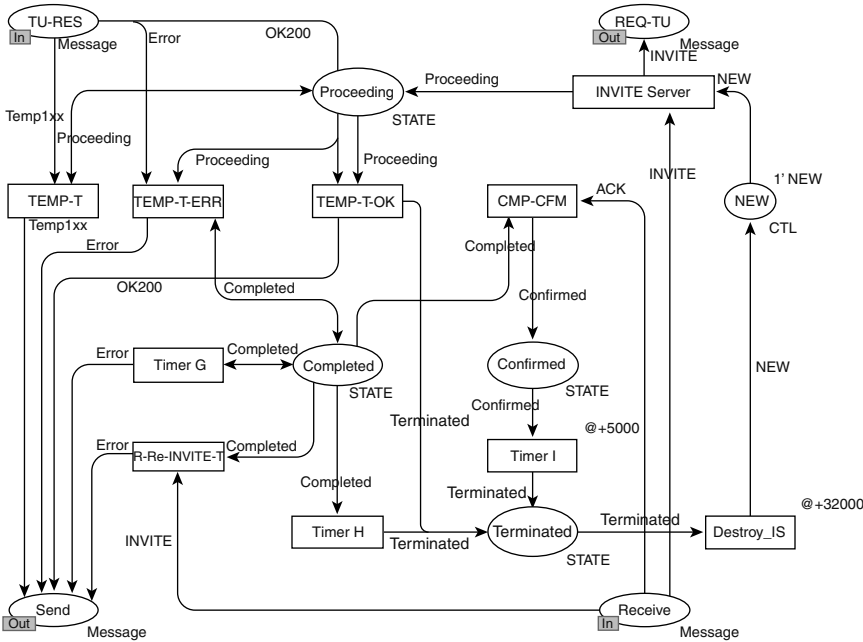 TU-RES
In
Message
Error
OK200
REQ-TU
Out
Message
INVITE
Proceeding
STATE
Proceeding
INVITE Server
NEW
Temp1xx
Proceeding
Proceeding
Proceeding
INVITE
1' NEW
TEMP-T
TEMP-T-ERR
TEMP-T-OK
CMP-CFM
ACK
NEW
CTL
Temp1xx
Error
Completed
OK200
Completed
Confirmed
Error
Timer G
Completed
Completed
STATE
Confirmed
STATE
NEW
Confirmed
Terminated
@+5000
Error
R-Re-INVITE-T
Completed
Timer I
Completed
Terminated
@+32000
INVITE
Timer H
Terminated
Terminated
STATE
Terminated
Destroy_IS
Send
Out
Message
Receive
In
Message